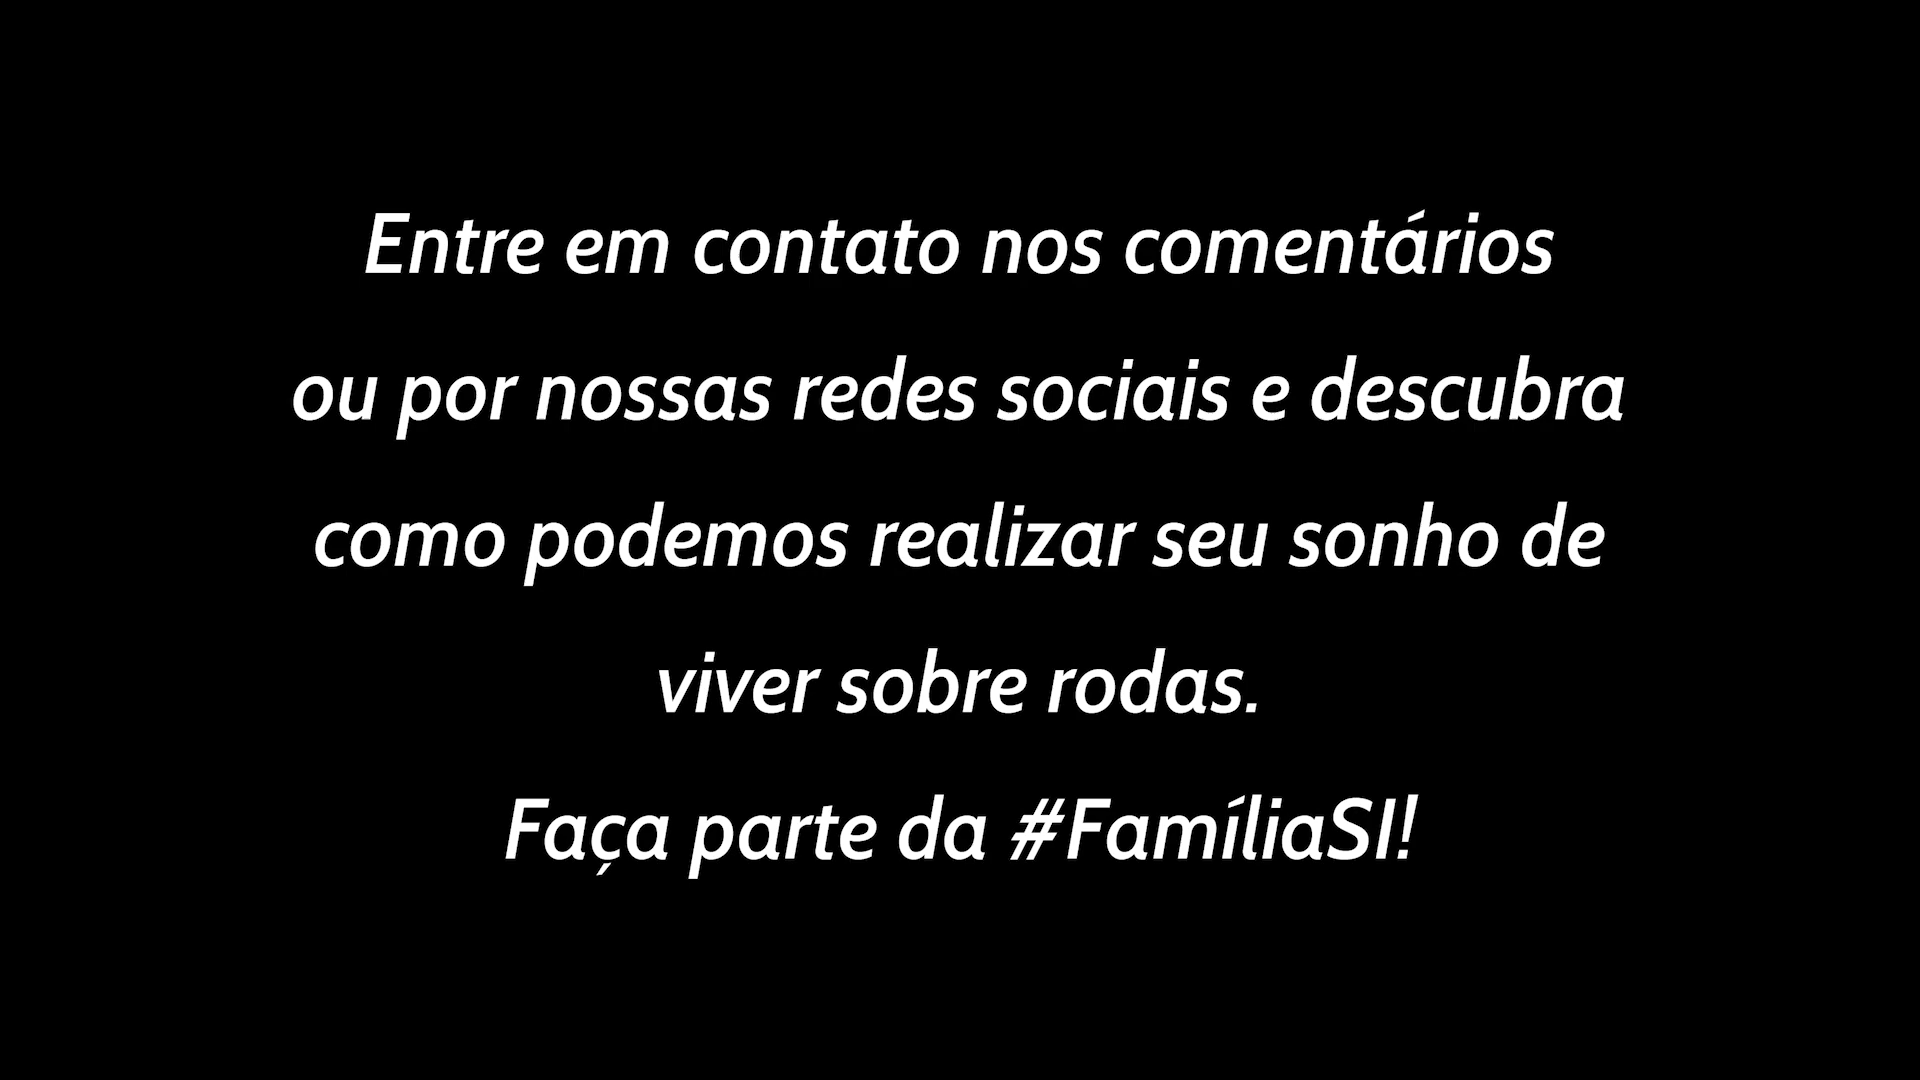 Entre em contato nos comentários
ou por nossas redes sociais e descubra
como podemos realizar seu sonho de
viver sobre rodas.
Faça parte da #FamíliaSI!